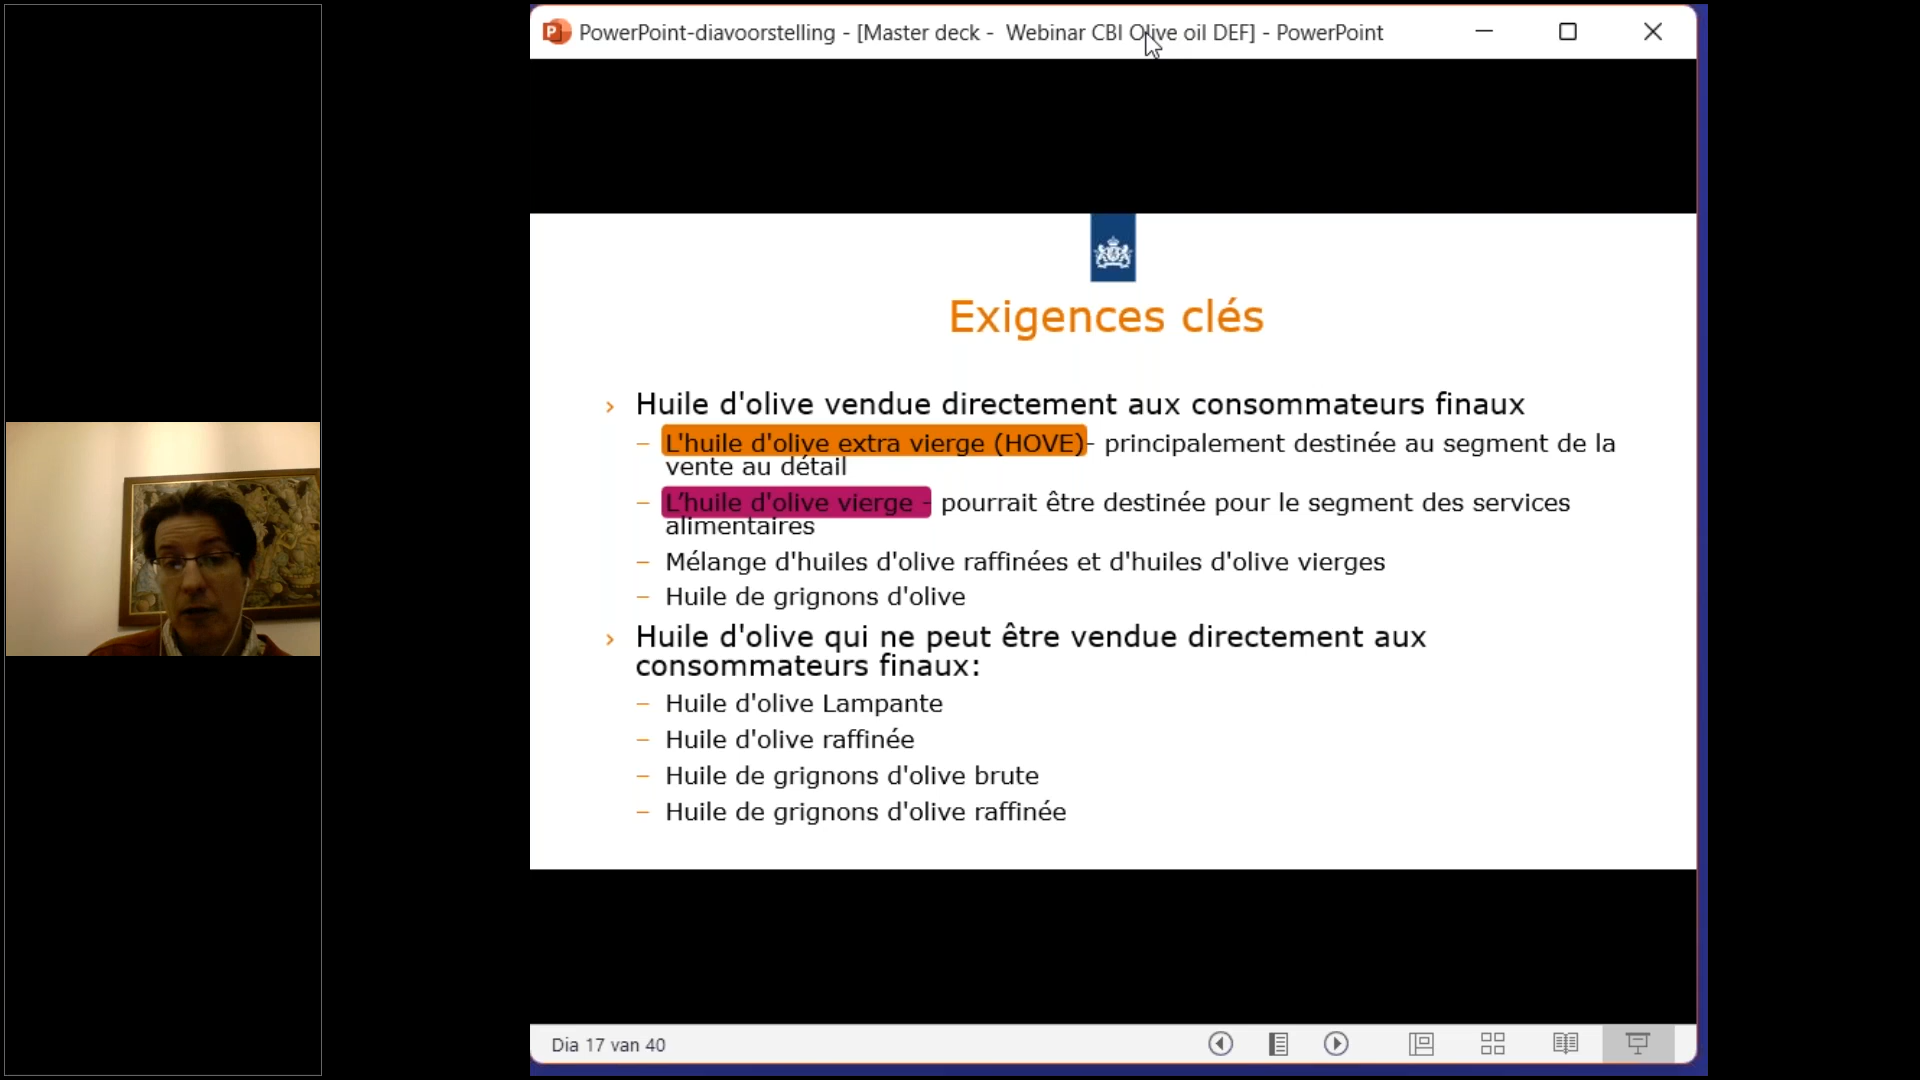 PowerPoint-diavoorstelling - [Master deck - Webinar CBI Olive oil DEF] - PowerPoint
Exigences clés
› Huile d'olive vendue directement aux consommateurs finaux
– L'huile d'olive extra vierge (HOVE)- principalement destinée au segment de la
vente au détail
– L’huile d'olive vierge - pourrait être destinée pour le segment des services
alimentaires
– Mélange d'huiles d'olive raffinées et d'huiles d'olive vierges
– Huile de grignons d'olive
› Huile d'olive qui ne peut être vendue directement aux
consommateurs finaux:
– Huile d'olive Lampante
– Huile d'olive raffinée
– Huile de grignons d'olive brute
– Huile de grignons d'olive raffinée
Dia 17 van 40